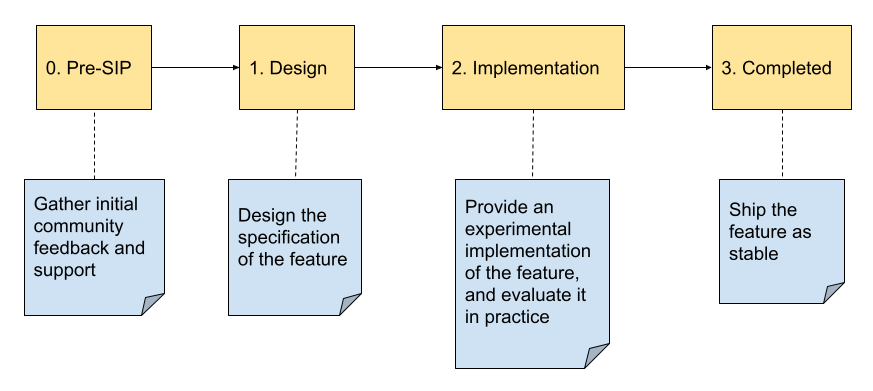 0. Pre-SIP
1. Design
2. Implementation
3. Completed
Gather initial
community
feedback and
support
Design the
specification
of the feature
Provide an
experimental
implementation
of the feature,
and evaluate it
in practice
Ship the
feature as
stable